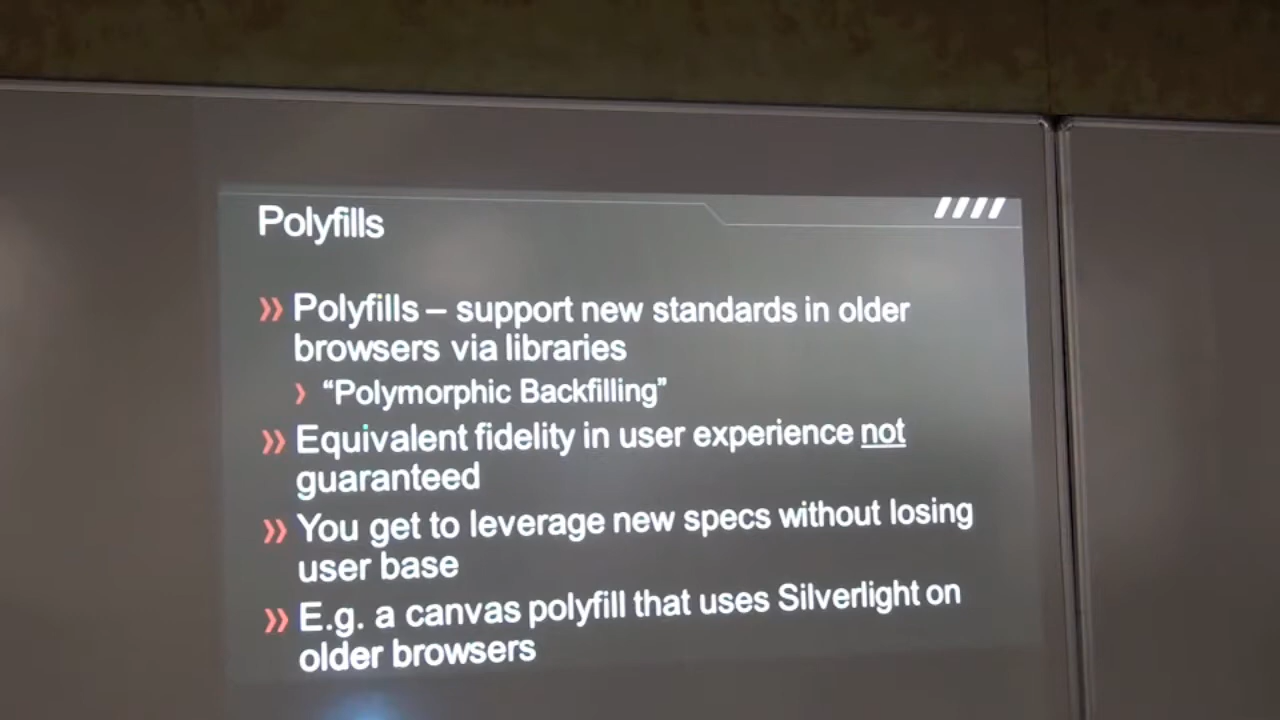 Polyfills
Polyfills – support new standards in older
browsers via libraries
“Polymorphic Backfilling”
Equivalent fidelity in user experience not
guaranteed
You get to leverage new specs without losing
user base
E.g. a canvas polyfill that uses Silverlight on
older browsers